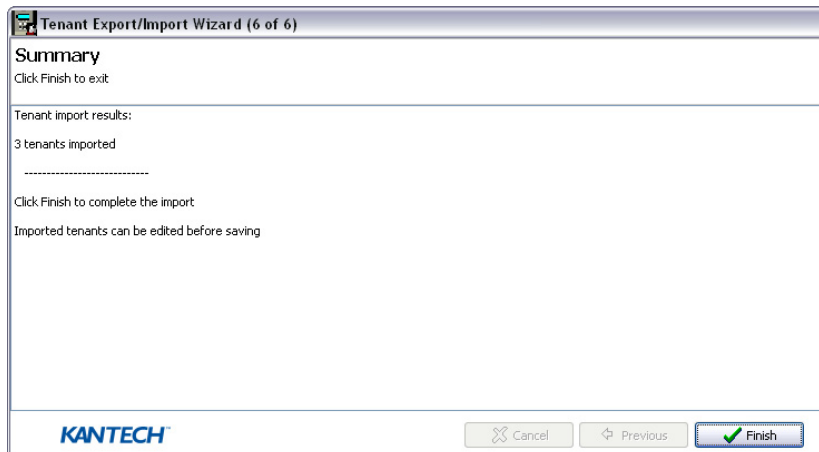 Tenant Export/Import Wizard (6 of 6)
Summary
Click Finish to exit
Tenant import results:
3 tenants imported
----------------------------
Click Finish to complete the import
Imported tenants can be edited before saving
KANTECH™
Cancel
Previous
Finish